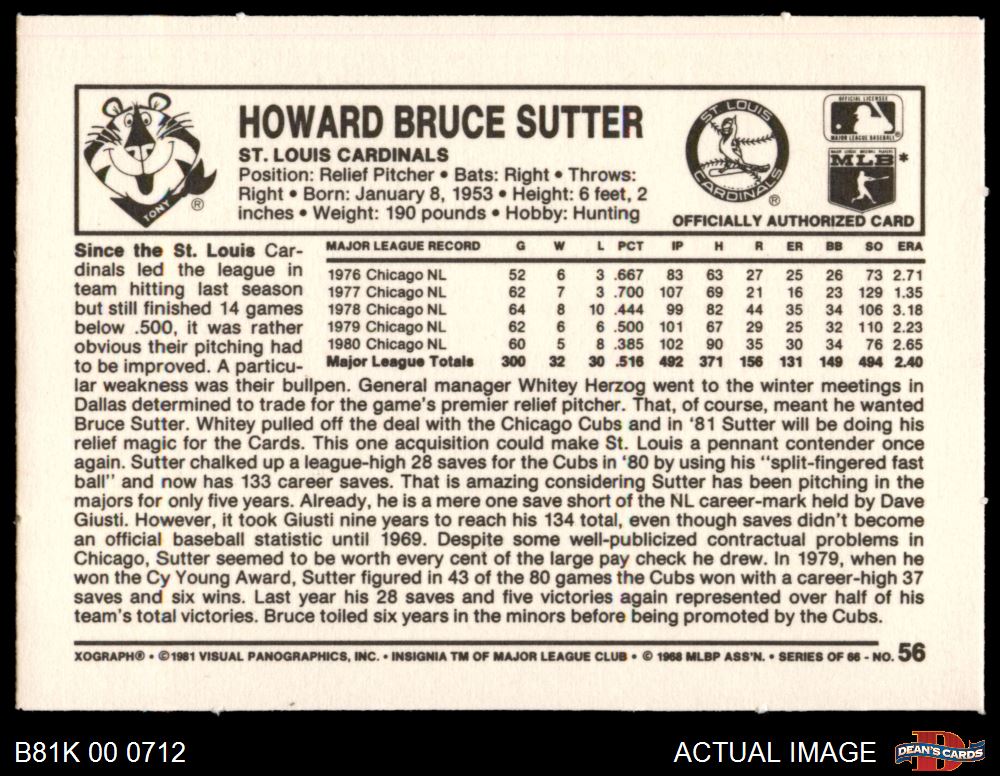 HOWARD BRUCE SUTTER
ST. LOUIS CARDINALS
Position: Relief Pitcher • Bats: Right • Throws:
Right • Born: January 8, 1953 • Height: 6 feet, 2
inches • Weight: 190 pounds • Hobby: Hunting
TONY ®
ST. LOUIS
CARDINALS ®
OFFICIAL LICENSEE
MAJOR LEAGUE BASEBALL®
MAJOR LEAGUE BASEBALL PLAYERS
MLB *
OFFICIALLY AUTHORIZED CARD
MAJOR LEAGUE RECORD G W L PCT IP H R ER BB SO ERA
1976 Chicago NL 52 6 3 .667 83 63 27 25 26 73 2.71
1977 Chicago NL 62 7 3 .700 107 69 21 16 23 129 1.35
1978 Chicago NL 64 8 10 .444 99 82 44 35 34 106 3.18
1979 Chicago NL 62 6 6 .500 101 67 29 25 32 110 2.23
1980 Chicago NL 60 5 8 .385 102 90 35 30 34 76 2.65
Major League Totals 300 32 30 .516 492 371 156 131 149 494 2.40
Since the St. Louis Car-
dinals led the league in
team hitting last season
but still finished 14 games
below .500, it was rather
obvious their pitching had
to be improved. A particu-
lar weakness was their bullpen. General manager Whitey Herzog went to the winter meetings in
Dallas determined to trade for the game's premier relief pitcher. That, of course, meant he wanted
Bruce Sutter. Whitey pulled off the deal with the Chicago Cubs and in '81 Sutter will be doing his
relief magic for the Cards. This one acquisition could make St. Louis a pennant contender once
again. Sutter chalked up a league-high 28 saves for the Cubs in '80 by using his "split-fingered fast
ball" and now has 133 career saves. That is amazing considering Sutter has been pitching in the
majors for only five years. Already, he is a mere one save short of the NL career-mark held by Dave
Giusti. However, it took Giusti nine years to reach his 134 total, even though saves didn't become
an official baseball statistic until 1969. Despite some well-publicized contractual problems in
Chicago, Sutter seemed to be worth every cent of the large pay check he drew. In 1979, when he
won the Cy Young Award, Sutter figured in 43 of the 80 games the Cubs won with a career-high 37
saves and six wins. Last year his 28 saves and five victories again represented over half of his
team's total victories. Bruce toiled six years in the minors before being promoted by the Cubs.
XOGRAPH® • ©1981 VISUAL PANOGRAPHICS, INC. • INSIGNIA TM OF MAJOR LEAGUE CLUB • © 1968 MLBP ASS'N. • SERIES OF 66 - NO. 56
B81K 00 0712
ACTUAL IMAGE
DEAN'S CARDS